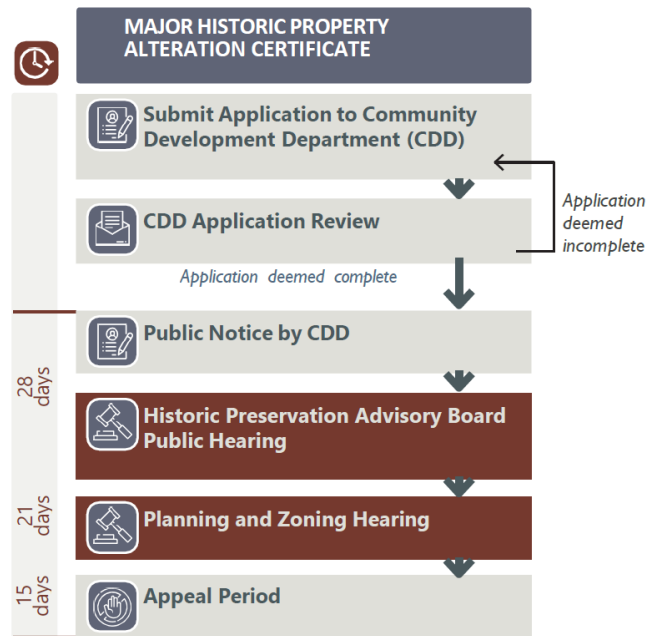 MAJOR HISTORIC PROPERTY
ALTERATION CERTIFICATE
Submit Application to Community
Development Department (CDD)
Application
deemed
incomplete
CDD Application Review
Application deemed complete
Public Notice by CDD
28
days
Historic Preservation Advisory Board
Public Hearing
21
days
Planning and Zoning Hearing
15
days
Appeal Period